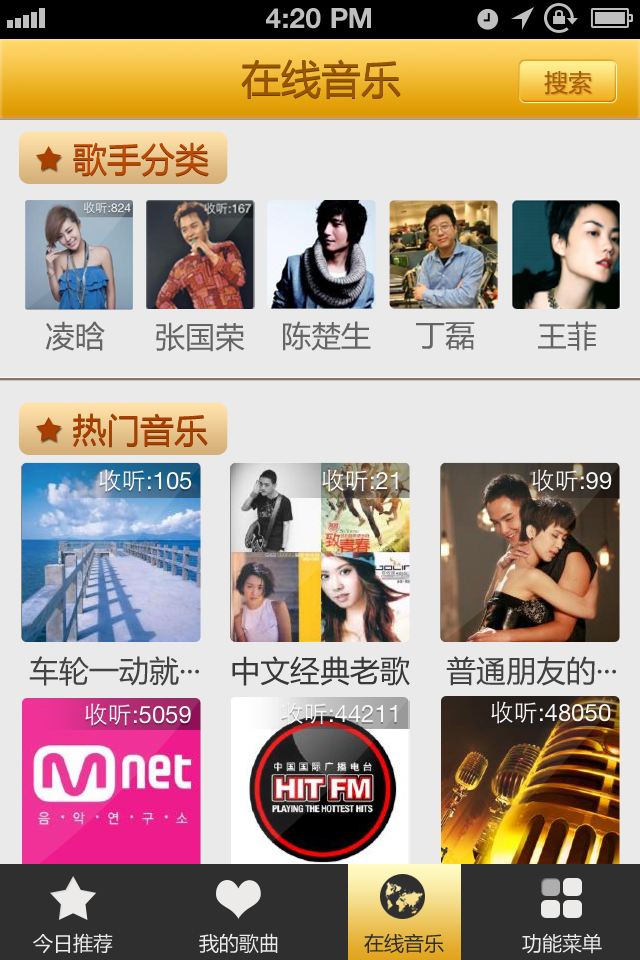 4:20 PM
在线音乐
搜索
歌手分类
收听:824
收听:167
凌晗
张国荣
陈楚生
丁磊
王菲
热门音乐
收听:105
收听:21
收听:99
致青春
车轮一动就…
中文经典老歌
普通朋友的…
收听:5059
收听:44211
收听:48050
Mnet
음·악·연·구·소
中国国际广播电台
HIT FM
PLAYING THE HOTTEST HITS
今日推荐
我的歌曲
在线音乐
功能菜单